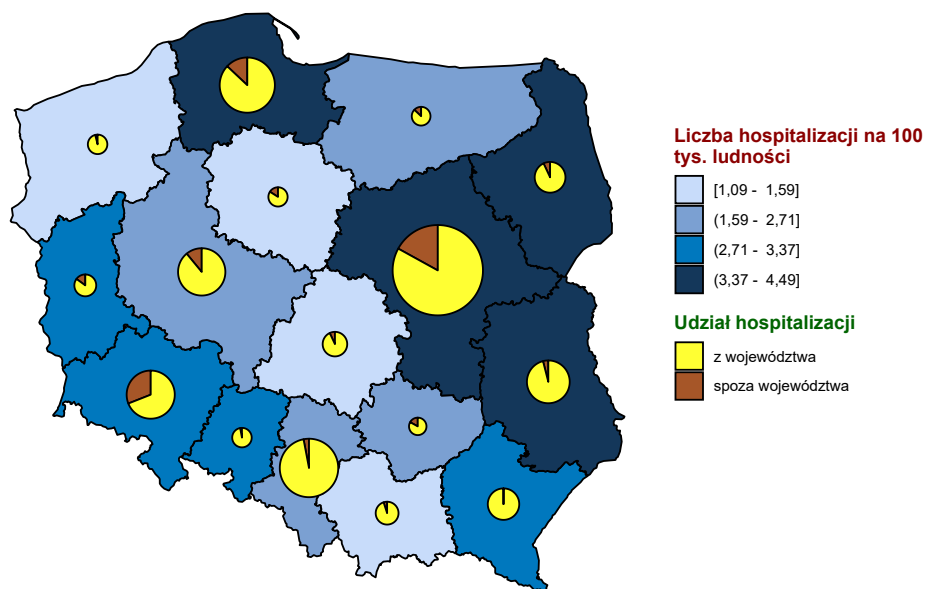 Liczba hospitalizacji na 100
tys. ludności
[1,09 - 1,59]
(1,59 - 2,71]
(2,71 - 3,37]
(3,37 - 4,49]
Udział hospitalizacji
z województwa
spoza województwa